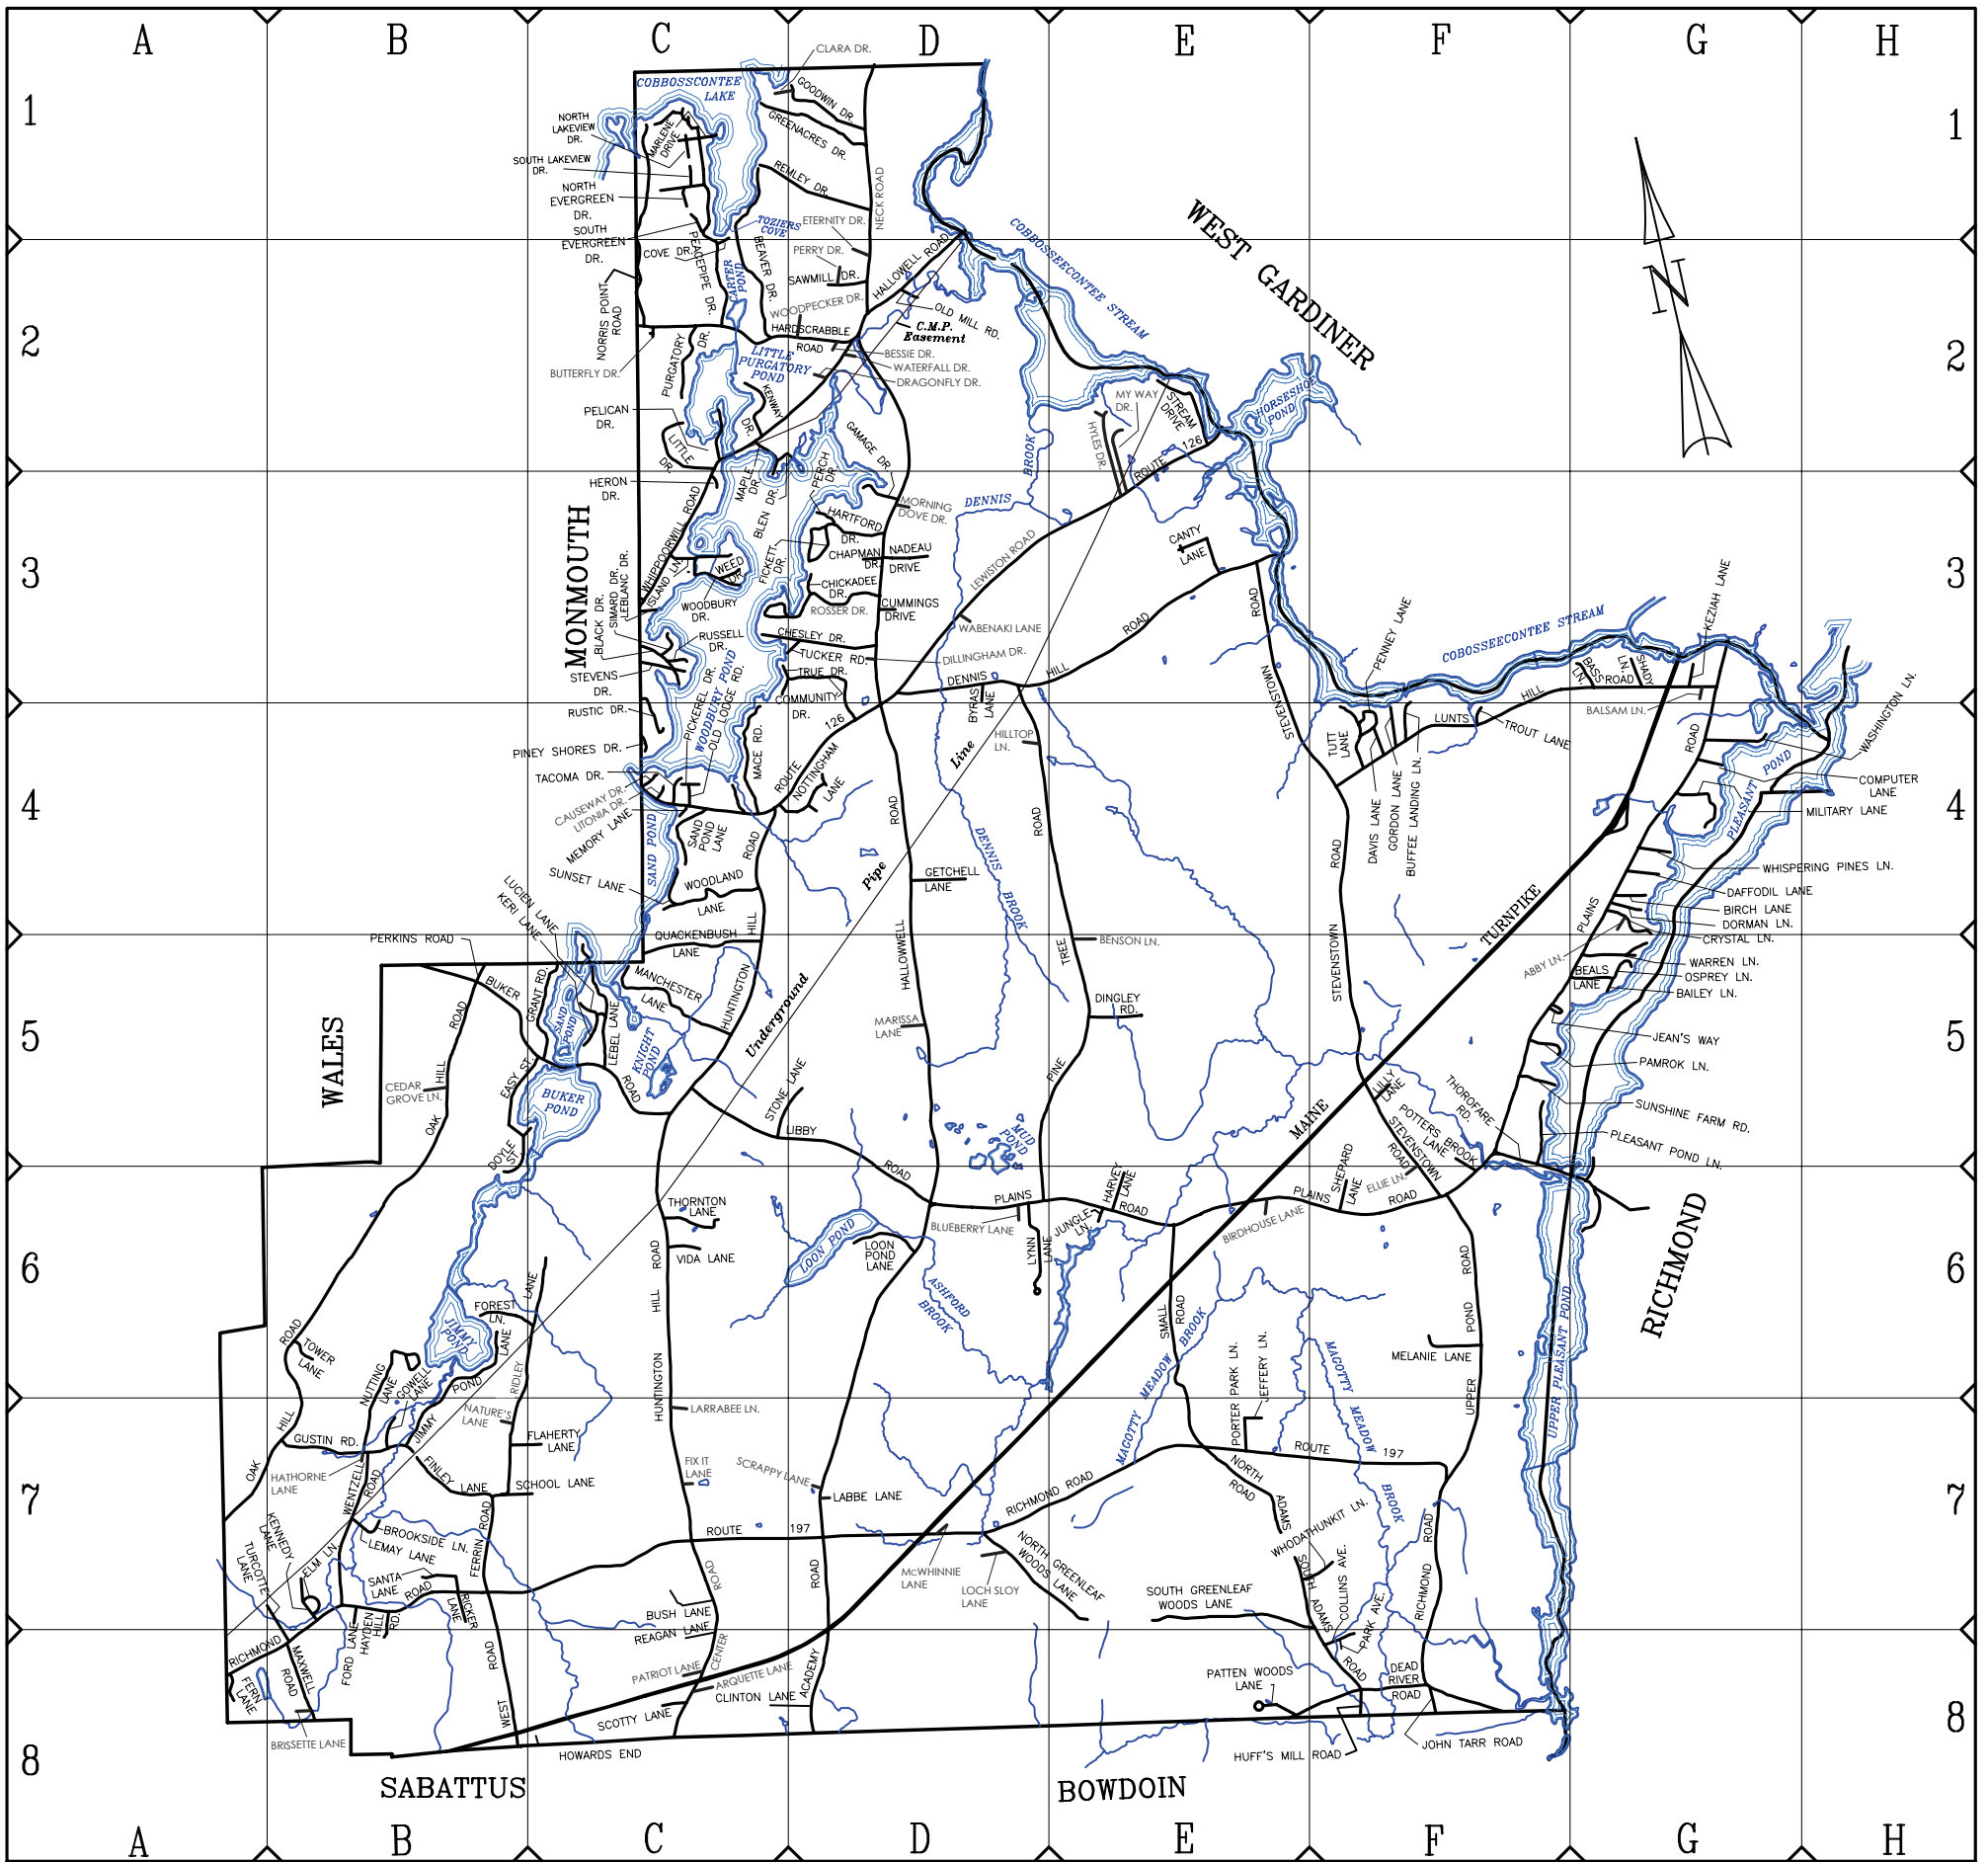 A
B
C
D
E
F
G
H
1
1
CLARA DR.
COBBOSSCONTEE
LAKE
GOODWIN DR.
NORTH
LAKEVIEW
DR.
MARLENE
DRIVE
GREENACRES DR.
SOUTH LAKEVIEW
DR.
REMLEY DR.
NORTH
EVERGREEN
DR.
NECK ROAD
SOUTH
EVERGREEN
DR.
TOZIERS
COVE
ETERNITY DR.
WEST GARDINER
N
COVE DR.
PEACEPIPE DR.
CARTER
POND
BEAVER DR.
PERRY DR.
SAWMILL DR.
HALLOWELL ROAD
COBBOSSEECONTEE STREAM
WOODPECKER DR.
OLD MILL RD.
NORRIS POINT
ROAD
HARDSCRABBLE
ROAD
C.M.P.
Easement
2
2
PURGATORY
DR.
LITTLE
PURGATORY
POND
BESSIE DR.
WATERFALL DR.
DRAGONFLY DR.
BUTTERFLY DR.
KENWAY
DR.
PELICAN
DR.
LITTLE
DR.
GAMAGE DR.
MY WAY
DR.
STREAM
DRIVE
HORSESHOE
POND
HYLES DR.
ROUTE 126
BROOK
HERON
DR.
MAPLE
DR.
PERCH
DR.
BLEN DR.
MORNING
DOVE DR.
DENNIS
MONMOUTH
WHIPPOORWILL ROAD
HARTFORD
DR.
CHAPMAN
DR.
NADEAU
DRIVE
LEWISTON ROAD
CANTY
LANE
3
3
ISLAND LN.
WEED
DR.
FICKETT
DR.
CHICKADEE
DR.
ROSSER DR.
CUMMINGS
DRIVE
BLACK DR.
SIMARD DR.
LEBLANC DR.
WOODBURY
DR.
RUSSELL
DR.
CHESLEY DR.
WABENAKI LANE
ROAD
ROAD
PENNEY LANE
KEZIAH LANE
COBOSSEECONTEE STREAM
TUCKER RD.
DILLINGHAM DR.
TRUE DR.
STEVENS
DR.
PICKEREL DR.
OLD LODGE RD.
WOODBURY POND
COMMUNITY
DR.
DENNIS
HILL
BYRAS
LANE
STEVENSTOWN
BASS
LN.
LN.
SHADY
ROAD
HILL
BALSAM LN.
RUSTIC DR.
126
LUNTS
TROUT LANE
WASHINGTON LN.
PINEY SHORES DR.
MACE RD.
ROUTE
NOTTINGHAM
LANE
HILLTOP
LN.
Line
TUTT
LANE
ROAD
POND
TACOMA DR.
COMPUTER
LANE
4
4
CAUSEWAY DR.
LITONIA DR.
MEMORY LANE
SAND POND
SAND
POND
LANE
ROAD
ROAD
DENNIS
BROOK
ROAD
ROAD
DAVIS LANE
GORDON LANE
BUFFEE LANDING LN.
PLEASANT
MILITARY LANE
SUNSET LANE
WOODLAND
LANE
Pipe
GETCHELL
LANE
WHISPERING PINES LN.
DAFFODIL LANE
BIRCH LANE
DORMAN LN.
CRYSTAL LN.
LUCIEN LANE
KERI LANE
PERKINS ROAD
QUACKENBUSH
LANE
HILL
HALLOWELL
TREE
BENSON LN.
TURNPIKE
PLAINS
ABBY LN.
WARREN LN.
BEALS
LANE
OSPREY LN.
BAILEY LN.
BUKER
GRANT RD.
MANCHESTER
LANE
HUNTINGTON
Underground
STEVENSTOWN
DINGLEY
RD.
WALES
ROAD
SAND
POND
LEBEL LANE
KNIGHT
POND
MARISSA
LANE
JEAN'S WAY
5
5
PAMROK LN.
CEDAR
GROVE LN.
HILL
EASY ST.
BUKER
POND
ROAD
STONE LANE
PINE
LILLY
LANE
THOROFARE
RD.
SUNSHINE FARM RD.
OAK
LIBBY
MUD
POND
MAINE
POTTERS BROOK
LANE
STEVENSTOWN
ROAD
PLEASANT POND LN.
DOYLE
ST.
ROAD
PLAINS
HARVEY
LANE
ROAD
SHEPARD
LANE
ELLIE LN.
PLAINS
ROAD
THORNTON
LANE
BLUEBERRY LANE
JUNGLE
LN.
BIRDHOUSE LANE
RICHMOND
VIDA LANE
ROAD
LOON POND
LOON
POND
LANE
LYNN
LANE
6
6
HILL
ASHFORD
BROOK
SMALL
ROAD
ROAD
POND
FOREST
LN.
LANE
JIMMY
POND
LANE
ROAD
TOWER
LANE
MACOTTY MEADOW BROOK
MELANIE LANE
UPPER PLEASANT POND
NUTTING
LANE
GOWELL
LANE
POND
RIDLEY
PORTER PARK LN.
JEFFERY LN.
MAGOTTY
MEADOW
UPPER
HILL
NATURE'S
LANE
HUNTINGTON
LARRABEE LN.
GUSTIN RD.
JIMMY
FLAHERTY
LANE
ROUTE
197
OAK
HATHORNE
LANE
WENTZELL
ROAD
FINLEY
LANE
SCHOOL LANE
FIX IT
LANE
SCRAPPY LANE
LABBE LANE
RICHMOND ROAD
NORTH
ROAD
ADAMS
BROOK
7
7
KENNEDY
LANE
TURCOTTE
LANE
ELM LN.
BROOKSIDE LN.
LEMAY LANE
FERRIN ROAD
ROUTE
197
WHODATHUNKIT LN.
ROAD
SANTA
LANE
ROAD
RICKER
LANE
ROAD
ROAD
McWHINNIE
LANE
LOCH SLOY
LANE
NORTH GREENLEAF
WOODS LANE
SOUTH GREENLEAF
WOODS LANE
SOUTH
ADAMS
COLLINS AVE.
PARK AVE.
RICHMOND
BUSH LANE
REAGAN LANE
RICHMOND
MAXWELL
ROAD
FORD LANE
HAYDEN
HILL
RD.
ROAD
PATRIOT LANE
CENTER
ARQUETTE LANE
CLINTON LANE
ACADEMY
FERN
LANE
WEST
SCOTTY LANE
PATTEN WOODS
LANE
ROAD
DEAD
RIVER
ROAD
8
8
BRISSETTE LANE
HOWARDS END
HUFF'S MILL ROAD
JOHN TARR ROAD
SABATTUS
BOWDOIN
A
B
C
D
E
F
G
H